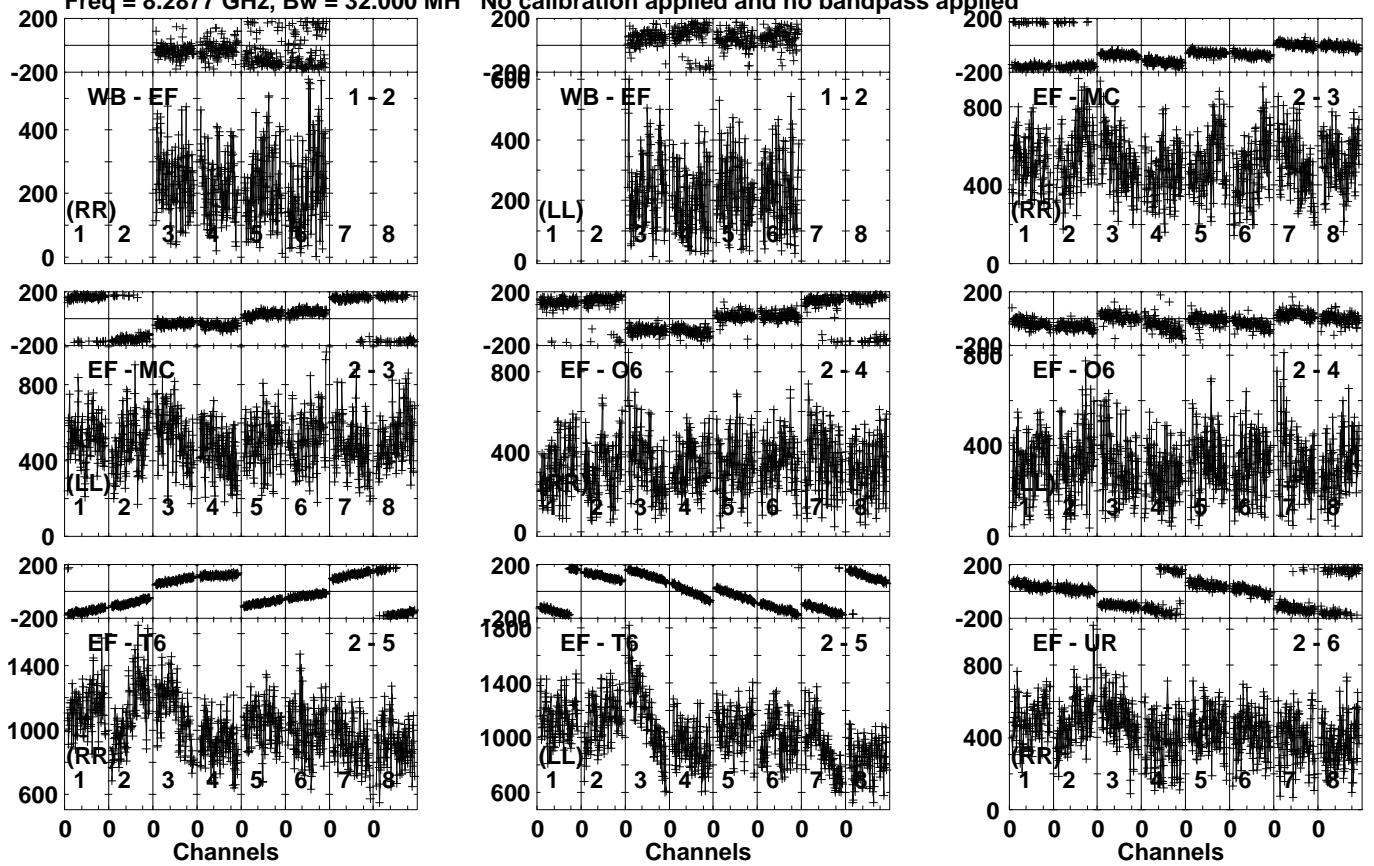 Freq = 8.2877 GHz, Bw = 32.000 MH No calibration applied and no bandpass applied
200
-200
WB - EF 1 - 2
400
200
0
(RR)
1 2 3 4 5 6 7 8
200
-200
600
WB - EF 1 - 2
400
200
0
(LL)
1 2 3 4 5 6 7 8
200
-200
EF - MC 2 - 3
800
400
0
(RR)
1 2 3 4 5 6 7 8
200
-200
EF - MC 2 - 3
800
400
0
(LL)
1 2 3 4 5 6 7 8
200
-200
EF - O6 2 - 4
800
400
0
(RR)
1 2 3 4 5 6 7 8
200
-200
800
EF - O6 2 - 4
400
0
(LL)
1 2 3 4 5 6 7 8
200
-200
EF - T6 2 - 5
1400
1000
600
(RR)
1 2 3 4 5 6 7 8
0 0 0 0 0 0 0 0
Channels
200
-200
1800
EF - T6 2 - 5
1400
1000
600
(LL)
1 2 3 4 5 6 7 8
0 0 0 0 0 0 0 0
Channels
200
-200
EF - UR 2 - 6
800
400
0
(RR)
1 2 3 4 5 6 7 8
0 0 0 0 0 0 0 0
Channels